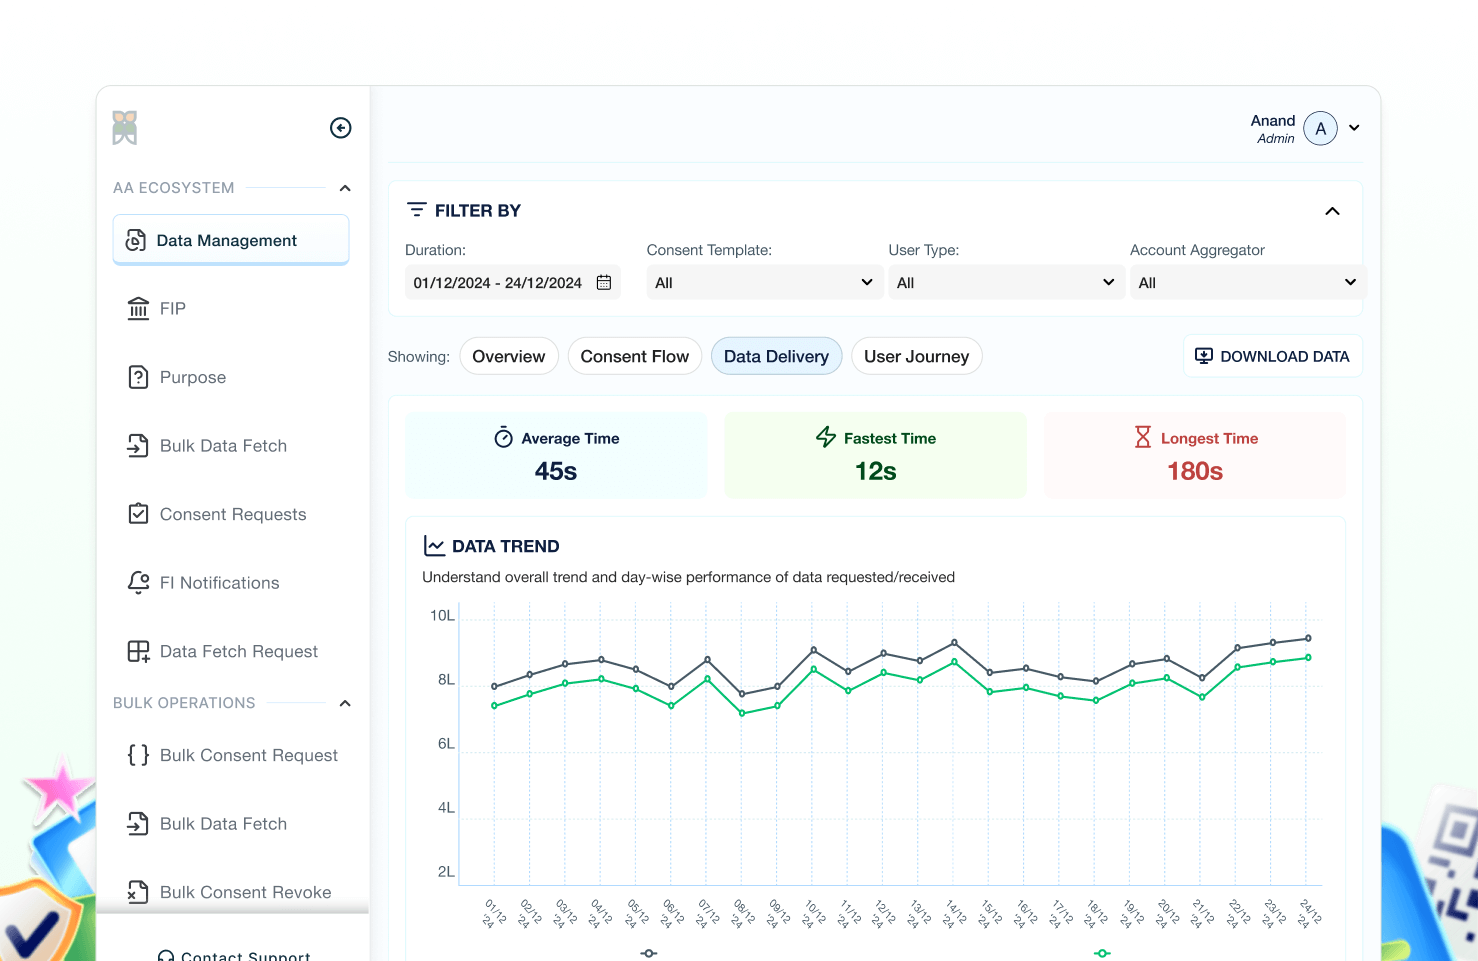 Anand
Admin
A
AA ECOSYSTEM
Data Management
FIP
Purpose
Bulk Data Fetch
Consent Requests
FI Notifications
Data Fetch Request
BULK OPERATIONS
Bulk Consent Request
Bulk Data Fetch
Bulk Consent Revoke
Contact Support
FILTER BY
Duration: Consent Template: User Type: Account Aggregator
01/12/2024 - 24/12/2024 All All All
Showing: Overview Consent Flow Data Delivery User Journey DOWNLOAD DATA
Average Time Fastest Time Longest Time
45s 12s 180s
DATA TREND
Understand overall trend and day-wise performance of data requested/received
10L
8L
6L
4L
2L
01/12 '24 02/12 '24 03/12 '24 04/12 '24 05/12 '24 06/12 '24 07/12 '24 08/12 '24 09/12 '24 10/12 '24 11/12 '24 12/12 '24 13/12 '24 14/12 '24 15/12 '24 16/12 '24 17/12 '24 18/12 '24 19/12 '24 20/12 '24 21/12 '24 22/12 '24 23/12 '24 24/12 '24